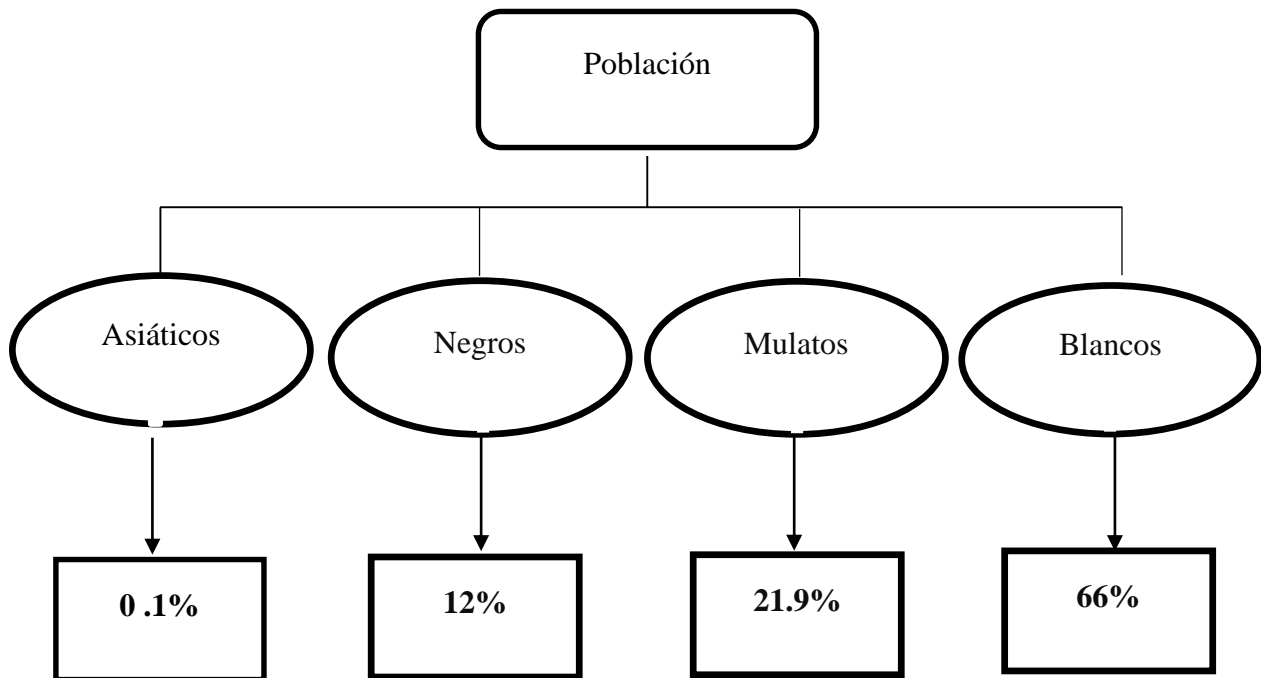 Población
Asiáticos
Negros
Mulatos
Blancos
0 .1%
12%
21.9%
66%